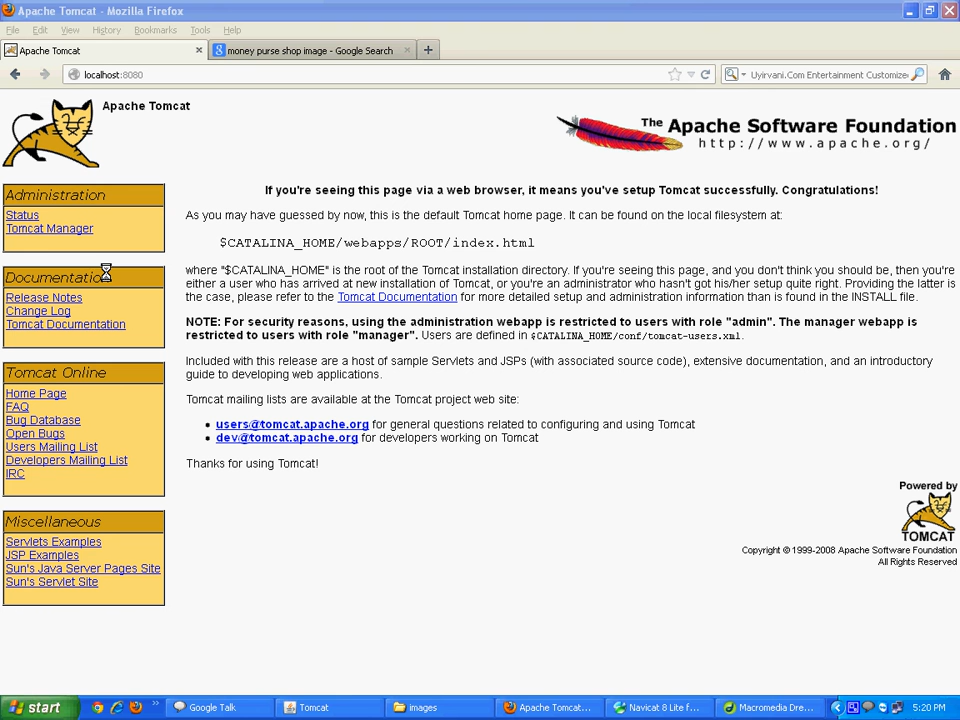 Apache Tomcat - Mozilla Firefox
File Edit View History Bookmarks Tools Help
Apache Tomcat
money purse shop image - Google Search
localhost:8080
Uyirvani.Com Entertainment Customize
Apache Tomcat
The Apache Software Foundation
http://www.apache.org/
Administration
Status
Tomcat Manager
Documentation
Release Notes
Change Log
Tomcat Documentation
Tomcat Online
Home Page
FAQ
Bug Database
Open Bugs
Users Mailing List
Developers Mailing List
IRC
Miscellaneous
Servlets Examples
JSP Examples
Sun's Java Server Pages Site
Sun's Servlet Site
If you're seeing this page via a web browser, it means you've setup Tomcat successfully. Congratulations!
As you may have guessed by now, this is the default Tomcat home page. It can be found on the local filesystem at:
$CATALINA_HOME/webapps/ROOT/index.html
where "$CATALINA_HOME" is the root of the Tomcat installation directory. If you're seeing this page, and you don't think you should be, then you're
either a user who has arrived at new installation of Tomcat, or you're an administrator who hasn't got his/her setup quite right. Providing the latter is
the case, please refer to the Tomcat Documentation for more detailed setup and administration information than is found in the INSTALL file.
NOTE: For security reasons, using the administration webapp is restricted to users with role "admin". The manager webapp is
restricted to users with role "manager". Users are defined in $CATALINA_HOME/conf/tomcat-users.xml.
Included with this release are a host of sample Servlets and JSPs (with associated source code), extensive documentation, and an introductory
guide to developing web applications.
Tomcat mailing lists are available at the Tomcat project web site:
• users@tomcat.apache.org for general questions related to configuring and using Tomcat
• dev@tomcat.apache.org for developers working on Tomcat
Thanks for using Tomcat!
Powered by
TOMCAT
Copyright © 1999-2008 Apache Software Foundation
All Rights Reserved
start
Google Talk
Tomcat
images
Apache Tomcat...
Navicat 8 Lite f...
Macromedia Dre...
5:20 PM